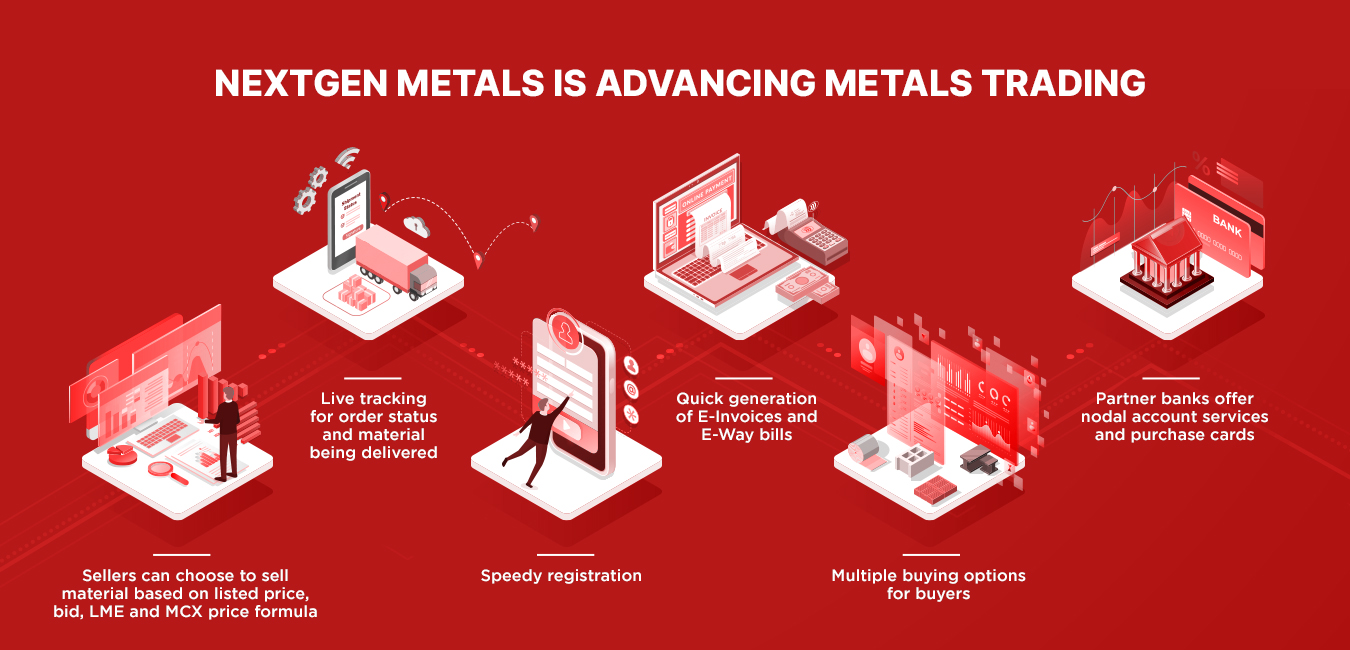 NEXTGEN METALS IS ADVANCING METALS TRADING
Shipment
Status
ONLINE PAYMENT
INVOICE
BANK
Live tracking
for order status
and material
being delivered
Quick generation
of E-Invoices and
E-Way bills
Partner banks offer
nodal account services
and purchase cards
Sellers can choose to sell
material based on listed price,
bid, LME and MCX price formula
Speedy registration
Multiple buying options
for buyers